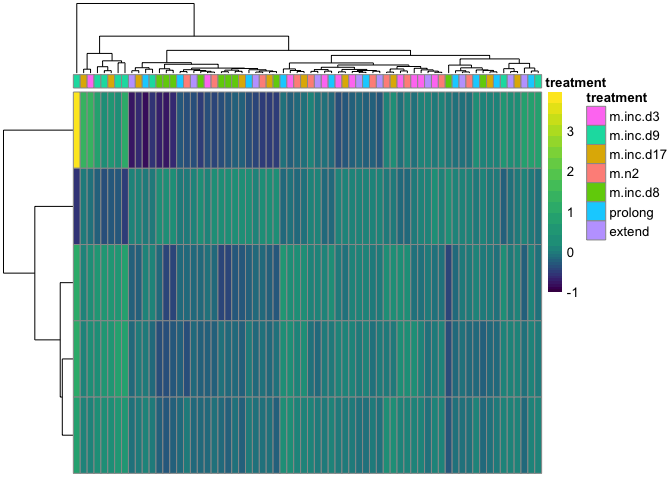 treatment
treatment
m.inc.d3
m.inc.d9
m.inc.d17
m.n2
m.inc.d8
prolong
extend
3
2
1
0
-1